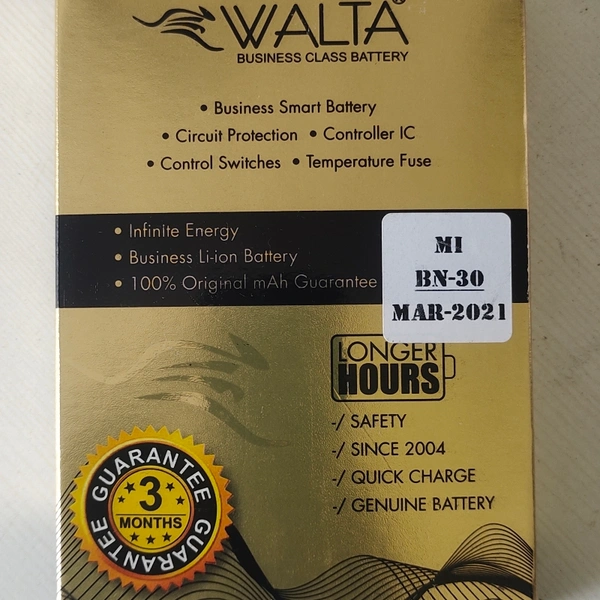 WALTA®
BUSINESS CLASS BATTERY
• Business Smart Battery
• Circuit Protection • Controller IC
• Control Switches • Temperature Fuse
• Infinite Energy
• Business Li-ion Battery
• 100% Original mAh Guarantee
MI
BN-30
MAR-2021
LONGER
HOURS
-/ SAFETY
-/ SINCE 2004
-/ QUICK CHARGE
-/ GENUINE BATTERY
GUARANTEE
3
MONTHS
GUARANTEE